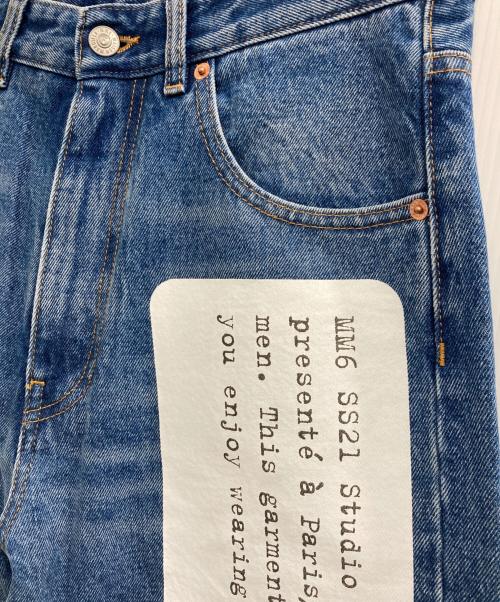 MM6 SS21 Studio
presenté à Paris,
men. This garment
you enjoy wearing